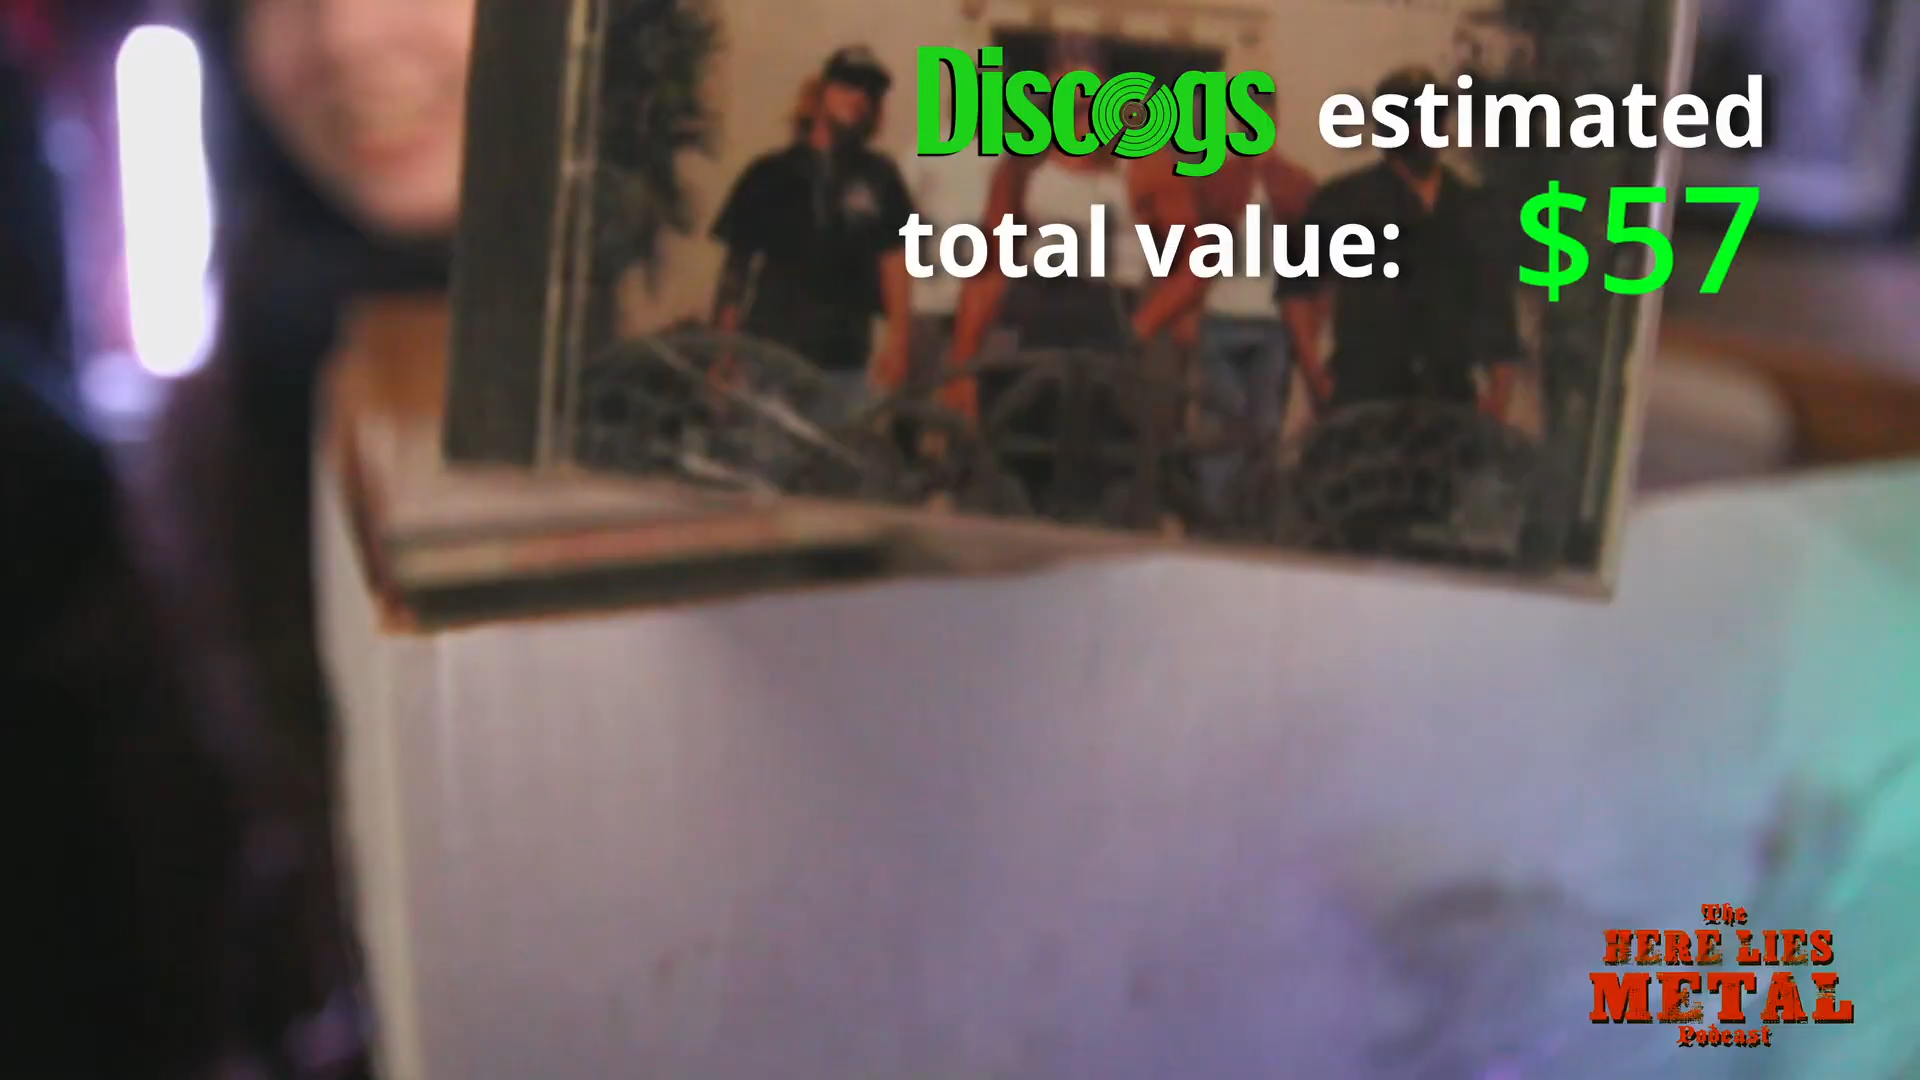 Discogs estimated
total value: $57
The
HERE LIES
METAL
Podcast